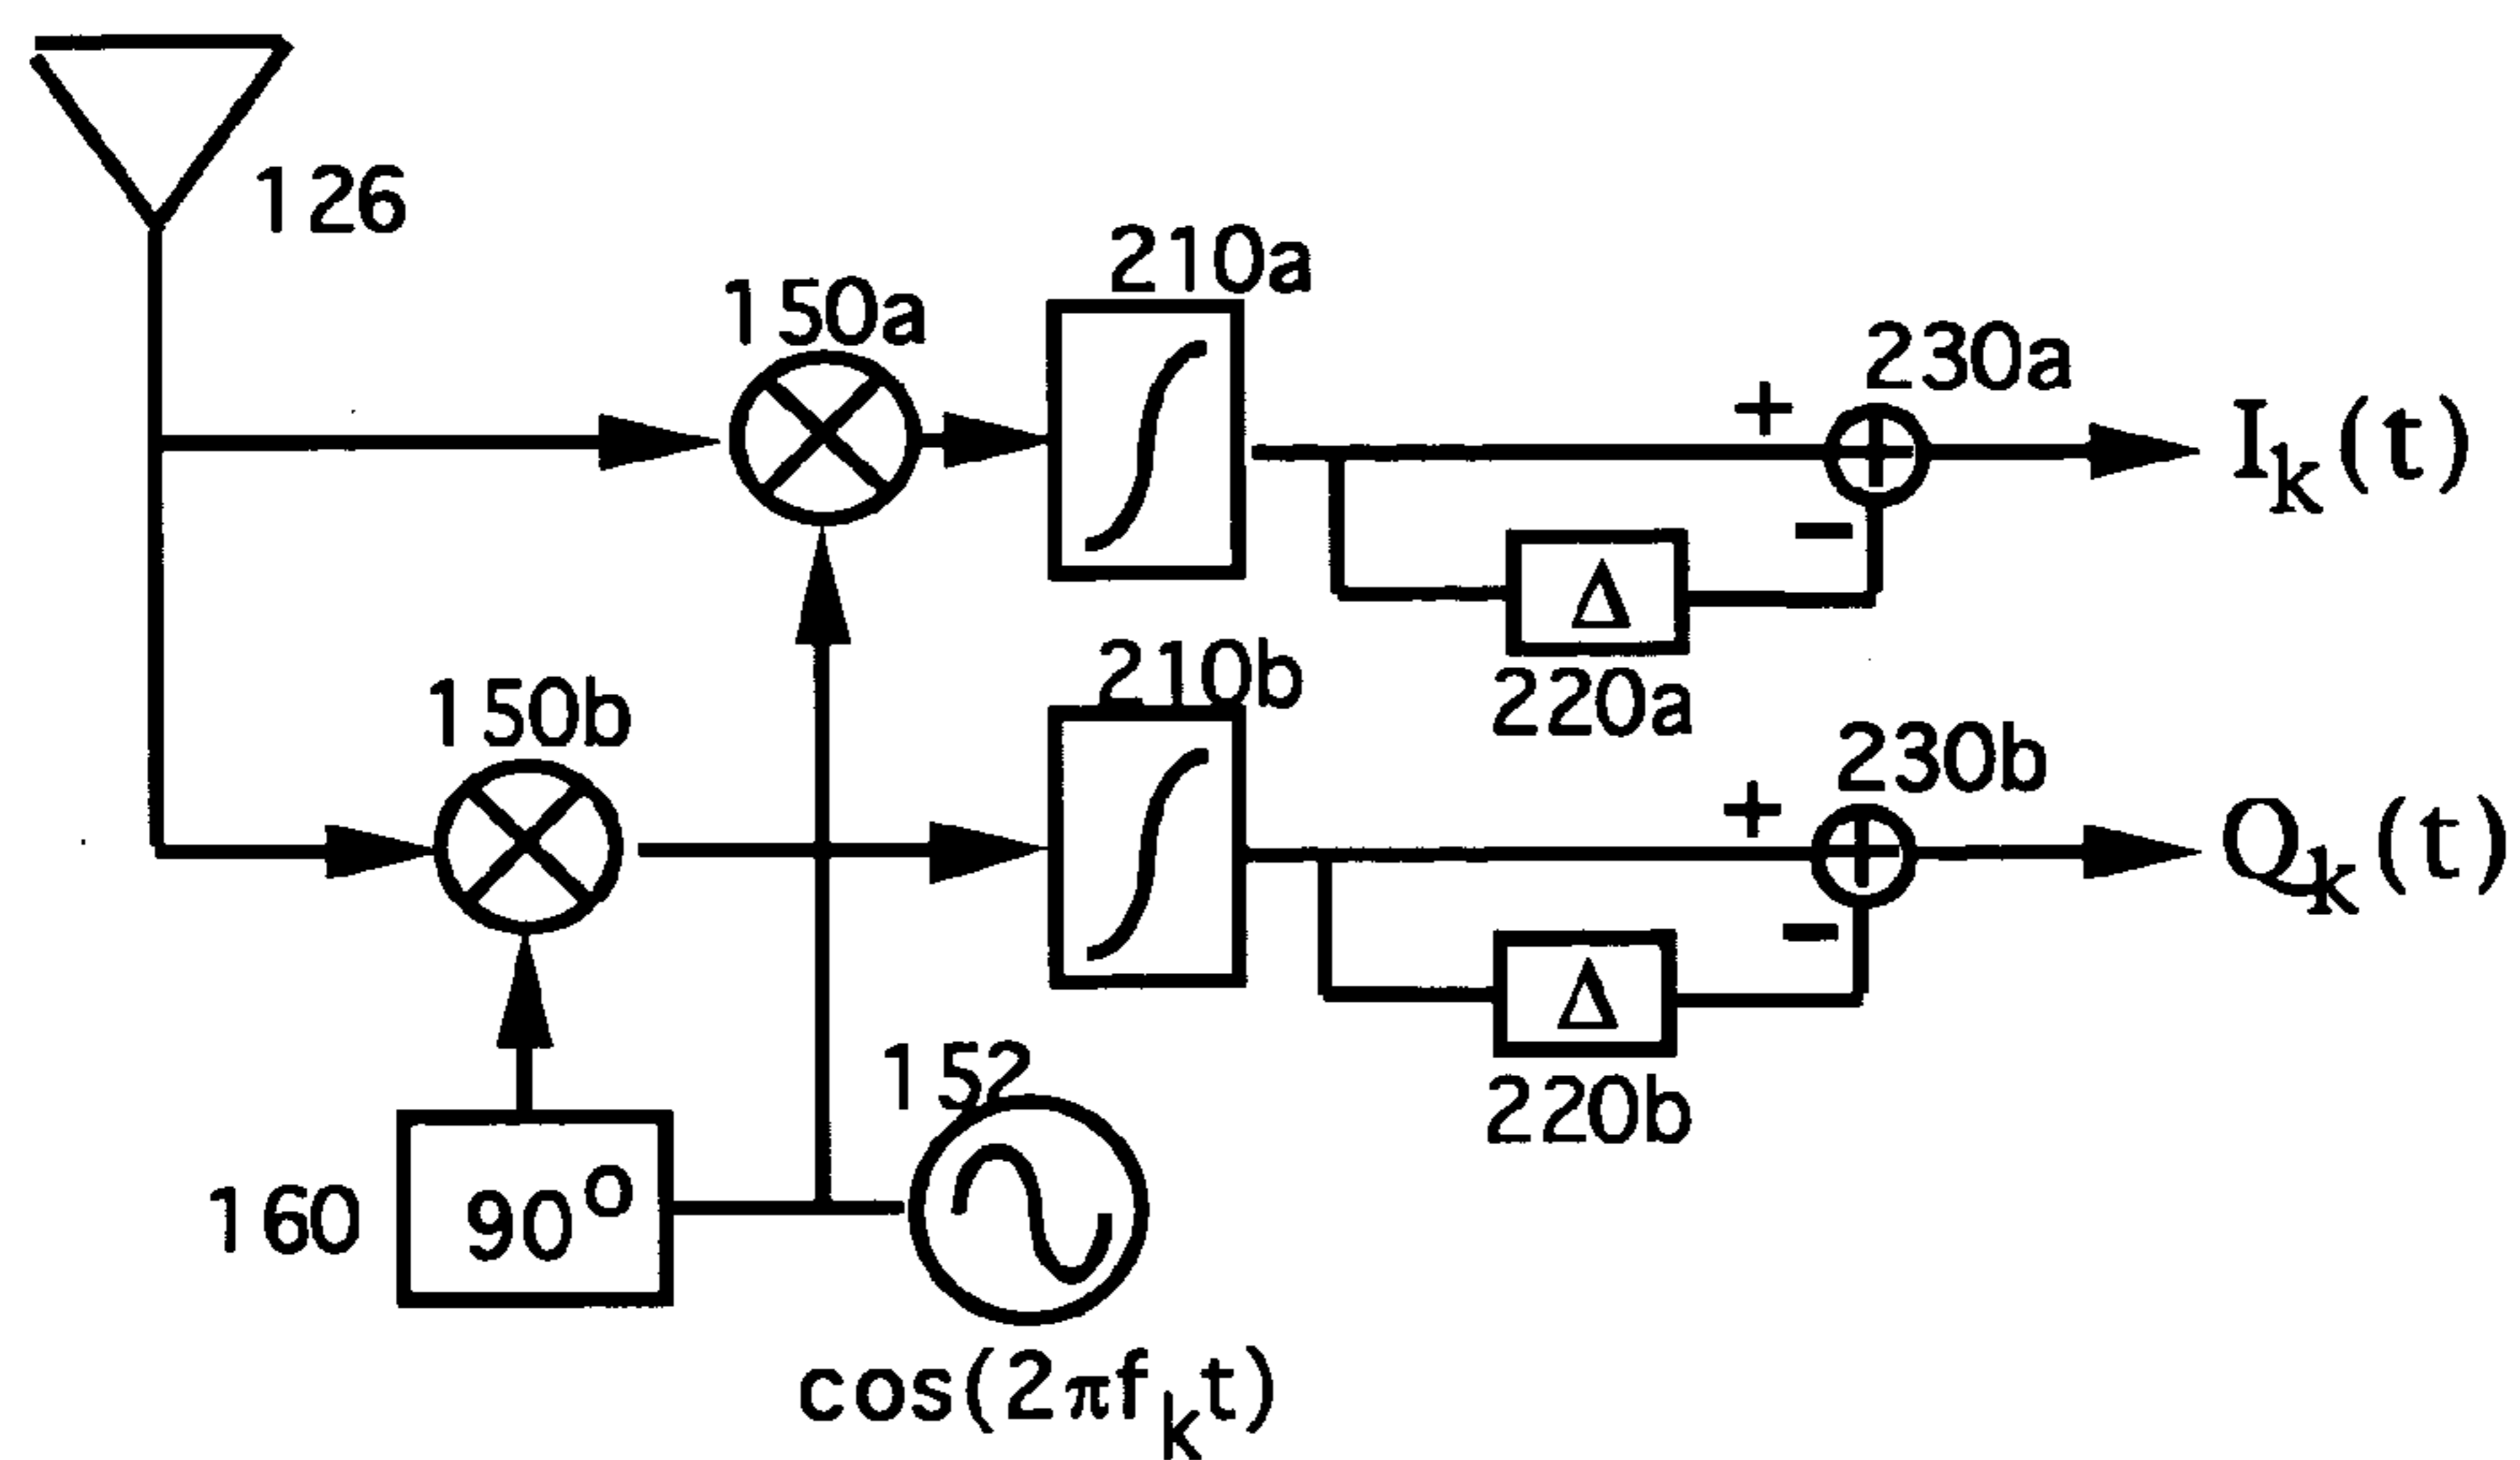 126
210a
150a
230a
+
I_k(t)
−
Δ
220a
210b
150b
230b
+
Q_k(t)
−
Δ
220b
152
160
90°
cos(2πf_kt)